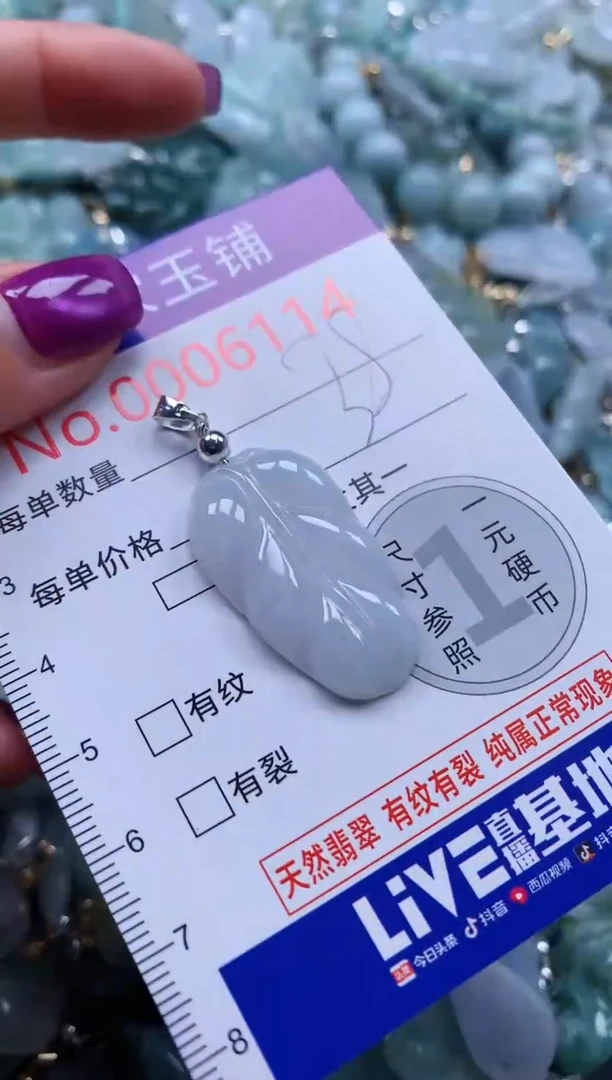 玉铺
No.0006114
每单数量
其一
每单价格
一元硬币
尺寸参照
1
有纹
有裂
天然翡翠 有纹有裂 纯属正常现象
LiVE直播基地
今日头条 抖音 西瓜视频 抖音
3
4
5
6
7
8